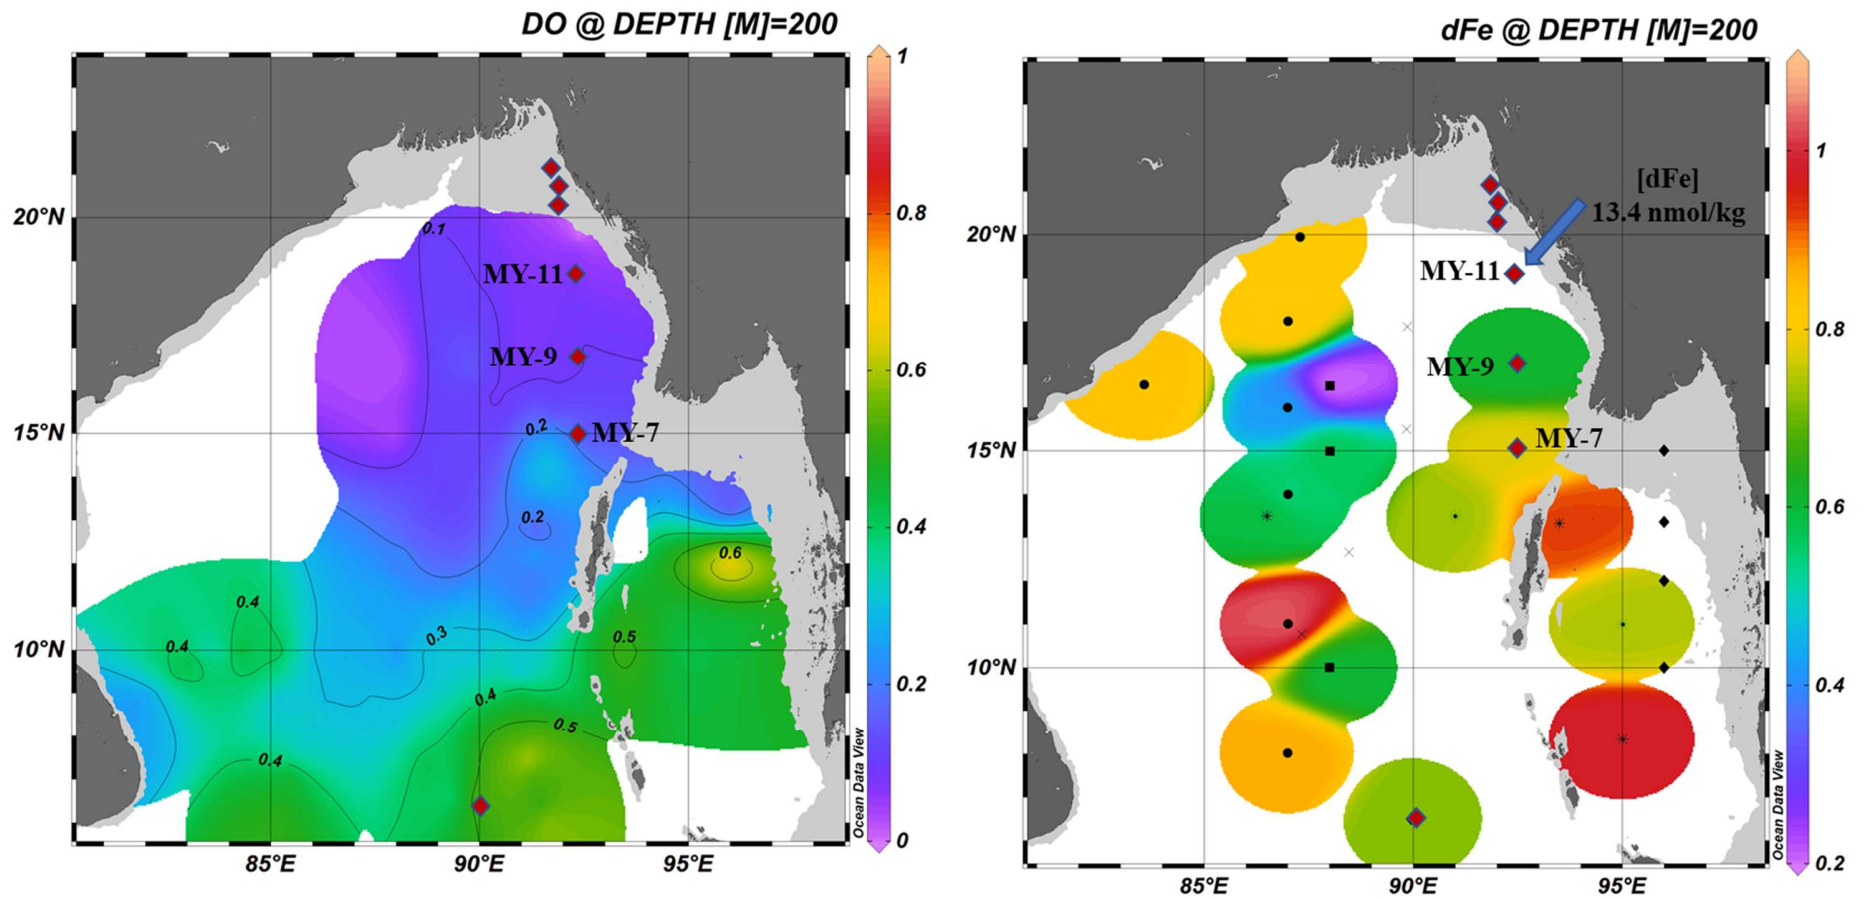 DO @ DEPTH [M]=200
1
0.8
0.6
0.4
0.2
0
20°N
15°N
10°N
85°E
90°E
95°E
0.1
MY-11
MY-9
0.2
MY-7
0.2
0.6
0.4
0.4
0.3
0.5
0.4
0.5
0.4
Ocean Data View
dFe @ DEPTH [M]=200
1
0.8
0.6
0.4
0.2
[dFe]
13.4 nmol/kg
20°N
15°N
10°N
MY-11
MY-9
MY-7
85°E
90°E
95°E
Ocean Data View